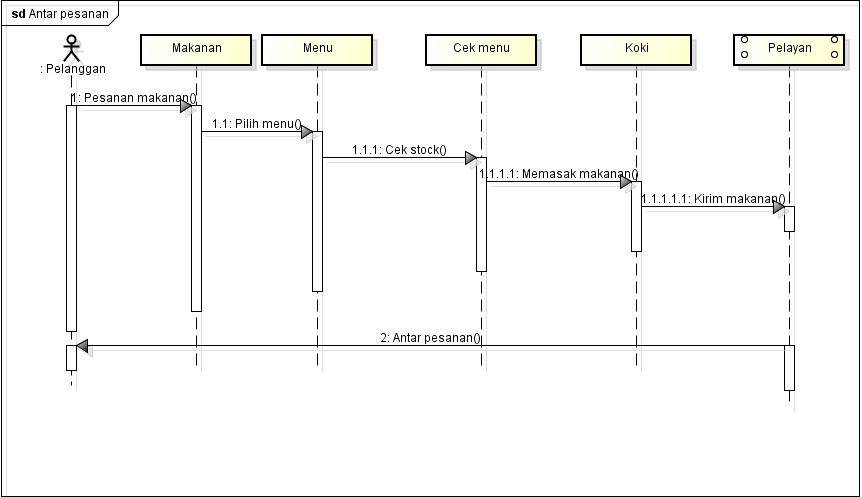 sd Antar pesanan
: Pelanggan
Makanan
Menu
Cek menu
Koki
Pelayan
1: Pesanan makanan()
1.1: Pilih menu()
1.1.1: Cek stock()
1.1.1.1: Memasak makanan()
1.1.1.1.1: Kirim makanan()
2: Antar pesanan()